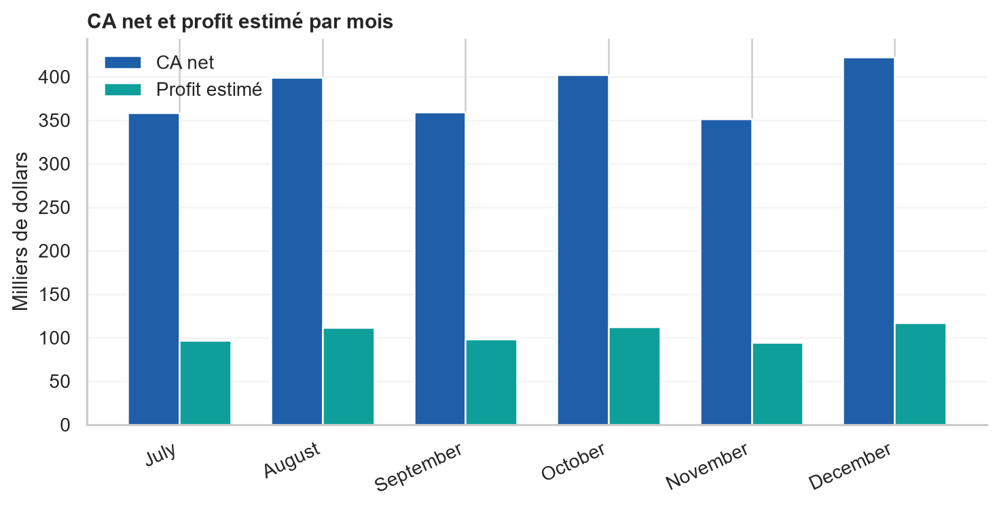 CA net et profit estimé par mois
CA net
Profit estimé
Milliers de dollars
400
350
300
250
200
150
100
50
0
July
August
September
October
November
December